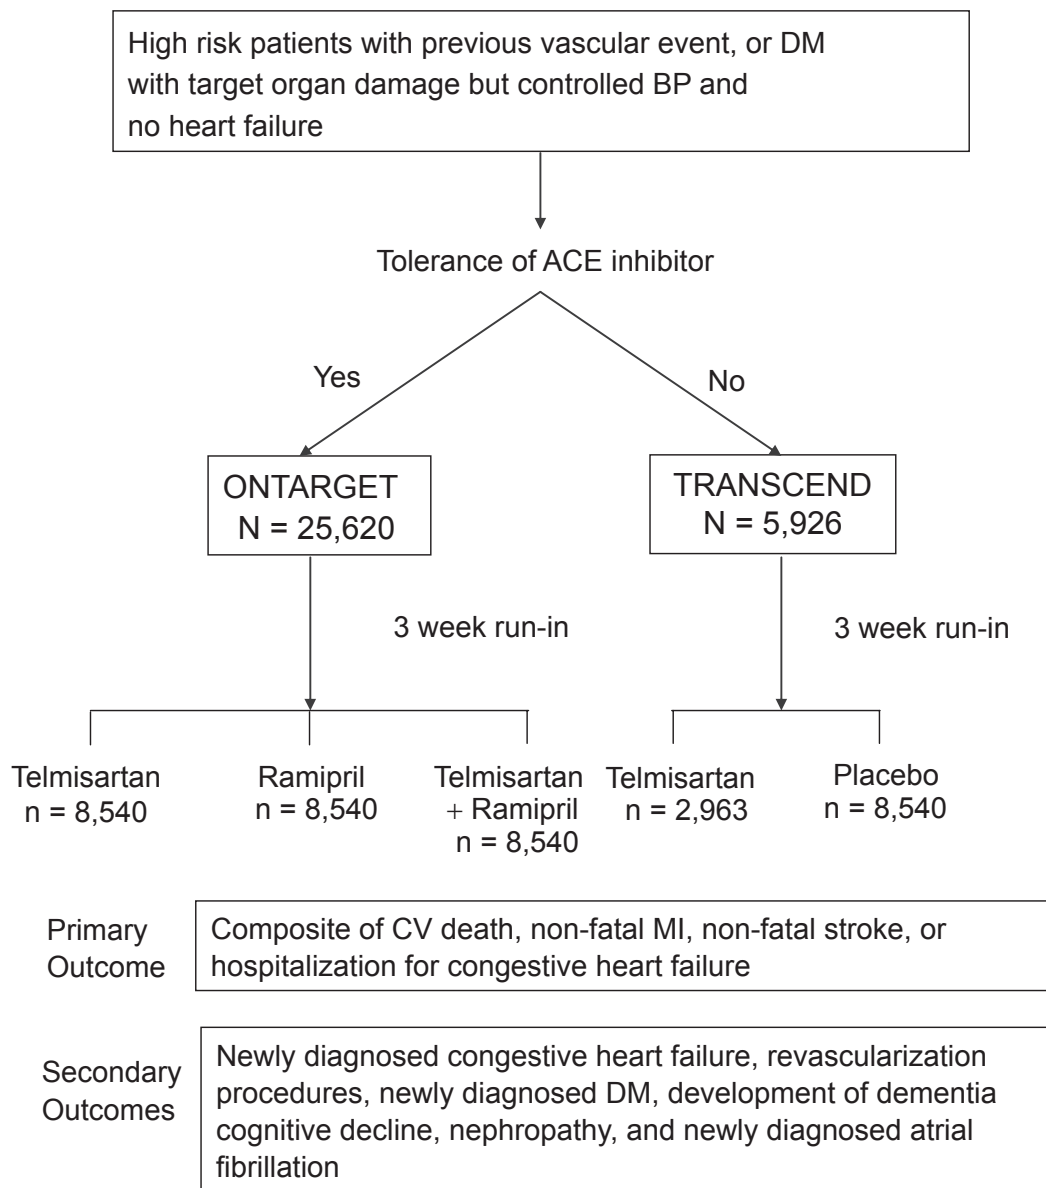 High risk patients with previous vascular event, or DM
with target organ damage but controlled BP and
no heart failure
Tolerance of ACE inhibitor
Yes
No
ONTARGET
N = 25,620
TRANSCEND
N = 5,926
3 week run-in
3 week run-in
Telmisartan
n = 8,540
Ramipril
n = 8,540
Telmisartan
+ Ramipril
n = 8,540
Telmisartan
n = 2,963
Placebo
n = 8,540
Primary
Outcome
Composite of CV death, non-fatal MI, non-fatal stroke, or
hospitalization for congestive heart failure
Secondary
Outcomes
Newly diagnosed congestive heart failure, revascularization
procedures, newly diagnosed DM, development of dementia
cognitive decline, nephropathy, and newly diagnosed atrial
fibrillation